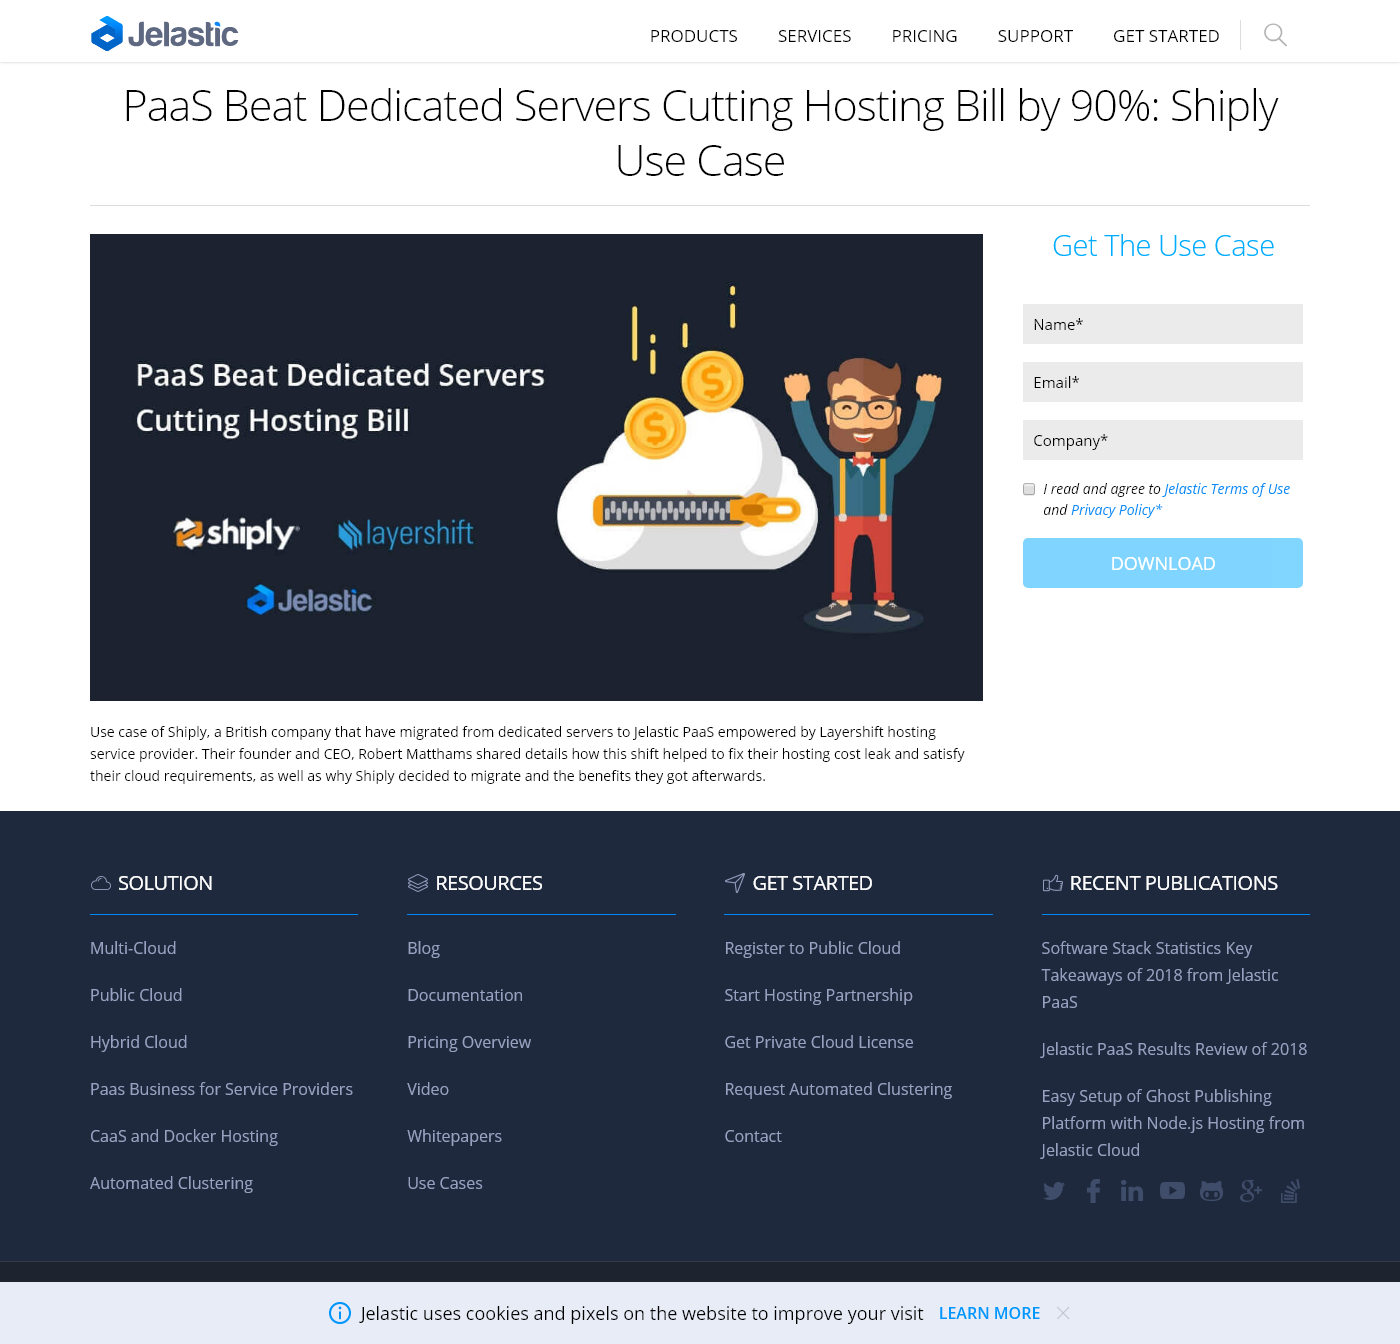 Jelastic
PRODUCTS SERVICES PRICING SUPPORT GET STARTED
PaaS Beat Dedicated Servers Cutting Hosting Bill by 90%: Shiply
Use Case
PaaS Beat Dedicated Servers
Cutting Hosting Bill
shiply layershift
Jelastic
Get The Use Case
Name*
Email*
Company*
I read and agree to Jelastic Terms of Use
and Privacy Policy*
DOWNLOAD
Use case of Shiply, a British company that have migrated from dedicated servers to Jelastic PaaS empowered by Layershift hosting
service provider. Their founder and CEO, Robert Matthams shared details how this shift helped to fix their hosting cost leak and satisfy
their cloud requirements, as well as why Shiply decided to migrate and the benefits they got afterwards.
SOLUTION
Multi-Cloud
Public Cloud
Hybrid Cloud
Paas Business for Service Providers
CaaS and Docker Hosting
Automated Clustering
RESOURCES
Blog
Documentation
Pricing Overview
Video
Whitepapers
Use Cases
GET STARTED
Register to Public Cloud
Start Hosting Partnership
Get Private Cloud License
Request Automated Clustering
Contact
RECENT PUBLICATIONS
Software Stack Statistics Key
Takeaways of 2018 from Jelastic
PaaS
Jelastic PaaS Results Review of 2018
Easy Setup of Ghost Publishing
Platform with Node.js Hosting from
Jelastic Cloud
Jelastic uses cookies and pixels on the website to improve your visit LEARN MORE